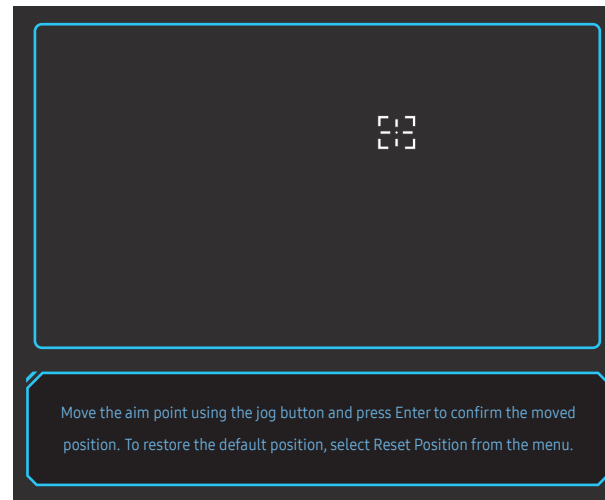 Move the aim point using the jog button and press Enter to confirm the moved
position. To restore the default position, select Reset Position from the menu.